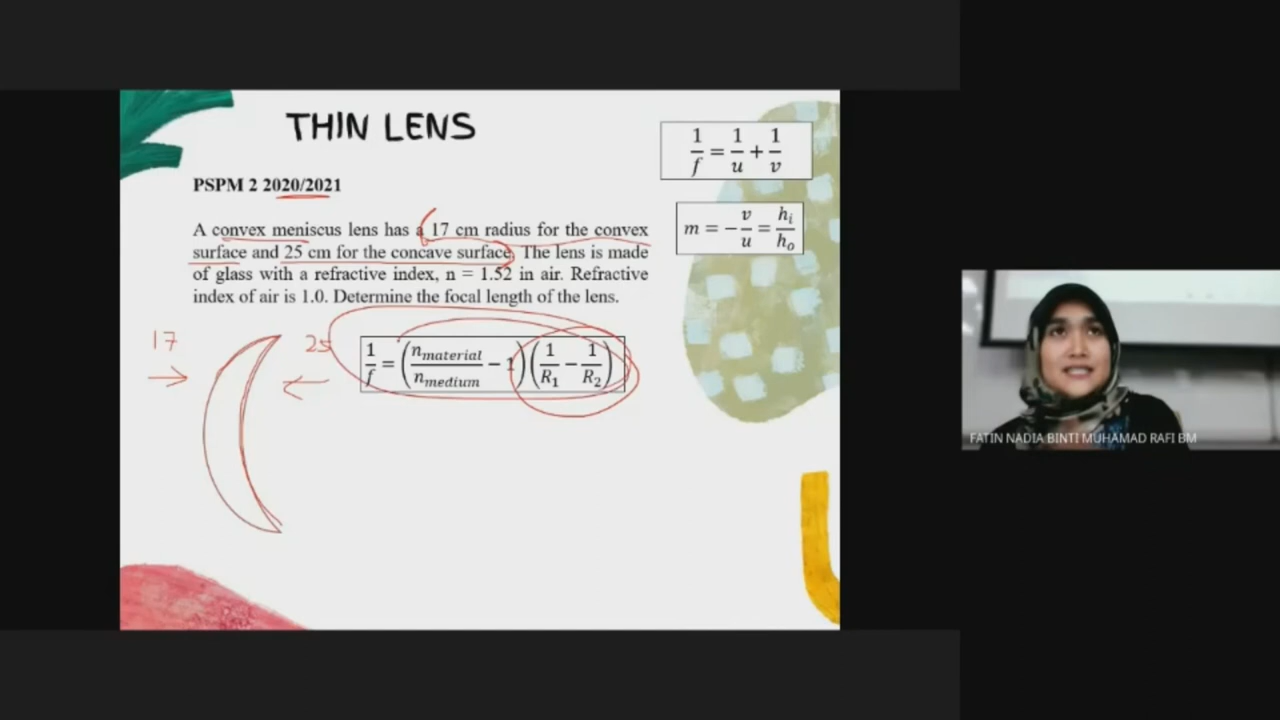 THIN LENS
PSPM 2 2020/2021
A convex meniscus lens has a 17 cm radius for the convex
surface and 25 cm for the concave surface. The lens is made
of glass with a refractive index, n = 1.52 in air. Refractive
index of air is 1.0. Determine the focal length of the lens.
1/f = 1/u + 1/v
m = -v/u = hᵢ/hₒ
17
25
1/f = (n_material/n_medium - 1)(1/R₁ - 1/R₂)
FATIN NADIA BINTI MUHAMAD RAFI BM